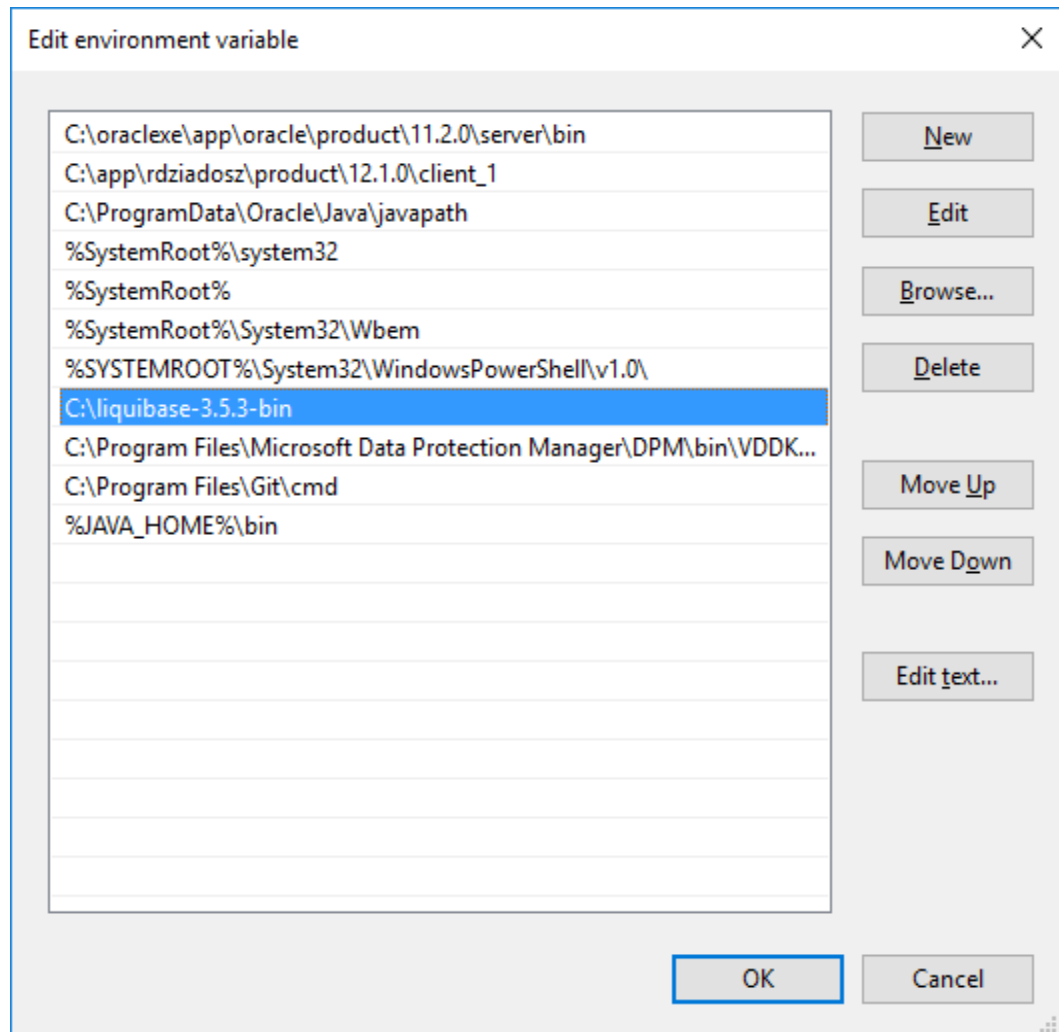 Edit environment variable
C:\oraclexe\app\oracle\product\11.2.0\server\bin
C:\app\rdziadosz\product\12.1.0\client_1
C:\ProgramData\Oracle\Java\javapath
%SystemRoot%\system32
%SystemRoot%
%SystemRoot%\System32\Wbem
%SYSTEMROOT%\System32\WindowsPowerShell\v1.0\
C:\liquibase-3.5.3-bin
C:\Program Files\Microsoft Data Protection Manager\DPM\bin\VDDK...
C:\Program Files\Git\cmd
%JAVA_HOME%\bin
New
Edit
Browse...
Delete
Move Up
Move Down
Edit text...
OK
Cancel